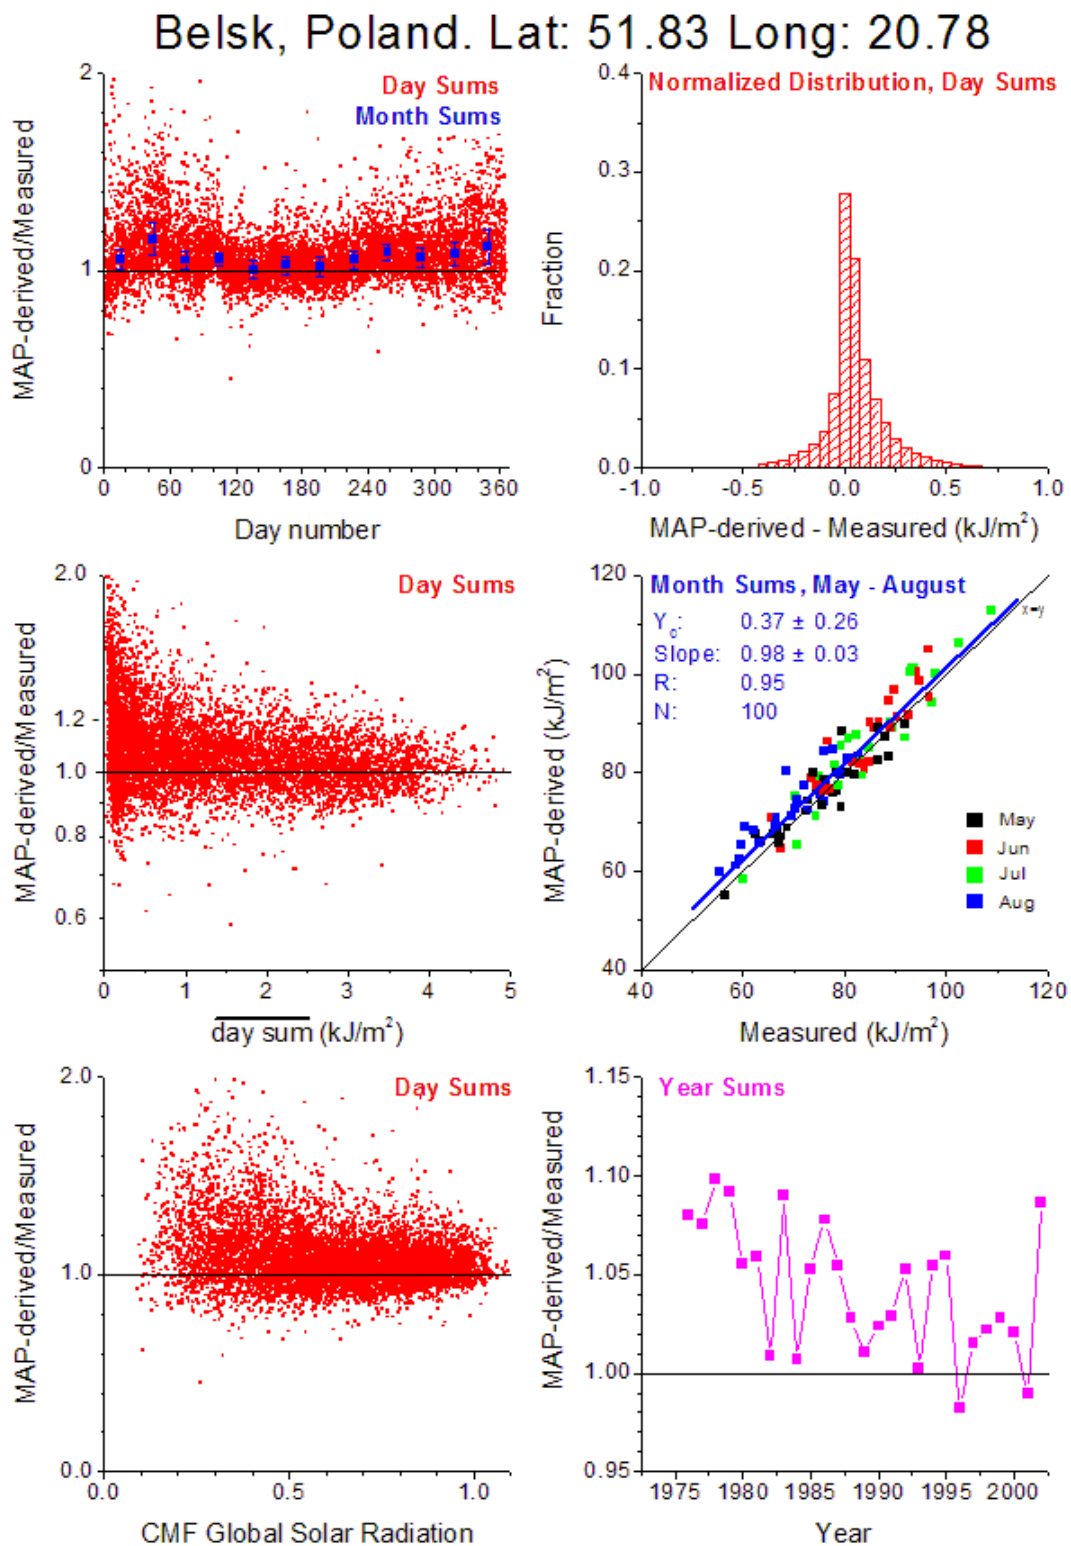 Belsk, Poland. Lat: 51.83 Long: 20.78
2
1
0
MAP-derived/Measured
Day Sums
Month Sums
0 60 120 180 240 300 360
Day number
0.4
0.3
0.2
0.1
0.0
Fraction
Normalized Distribution, Day Sums
-1.0 -0.5 0.0 0.5 1.0
MAP-derived - Measured (kJ/m²)
2.0
1.2
1.0
0.8
0.6
MAP-derived/Measured
Day Sums
0 1 2 3 4 5
day sum (kJ/m²)
120
100
80
60
40
MAP-derived (kJ/m²)
Month Sums, May - August
Y₀: 0.37 ± 0.26
Slope: 0.98 ± 0.03
R: 0.95
N: 100
x=y
May
Jun
Jul
Aug
40 60 80 100 120
Measured (kJ/m²)
2.0
1.0
0.0
MAP-derived/Measured
Day Sums
0.0 0.5 1.0
CMF Global Solar Radiation
1.15
1.10
1.05
1.00
0.95
MAP-derived/Measured
Year Sums
1975 1980 1985 1990 1995 2000
Year